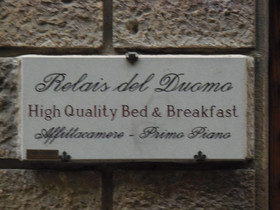 Relais del Duomo
High Quality Bed & Breakfast
Affittacamere - Primo Piano